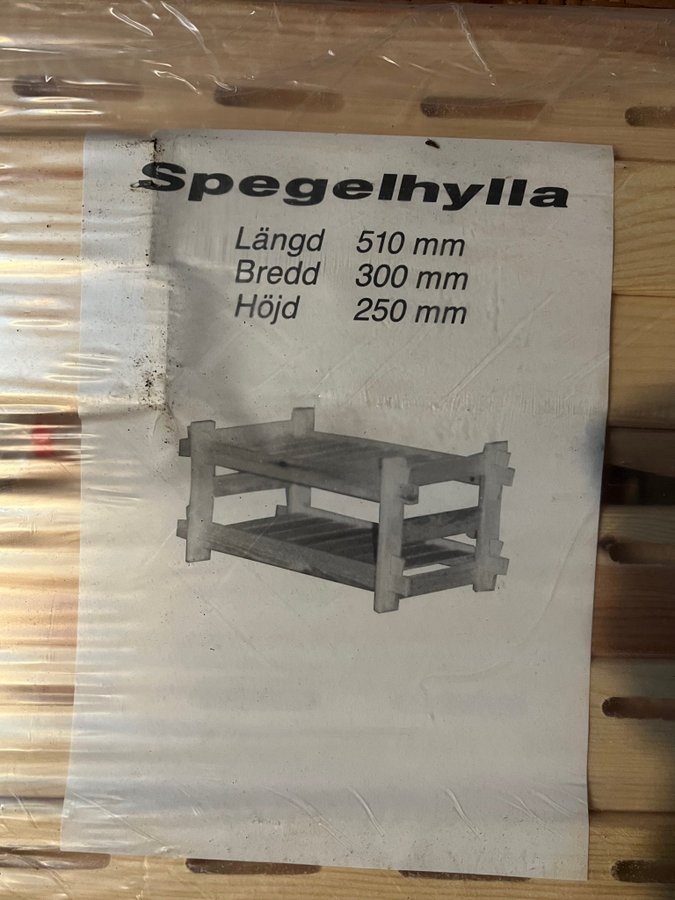 Spegelhylla
Längd 510 mm
Bredd 300 mm
Höjd 250 mm